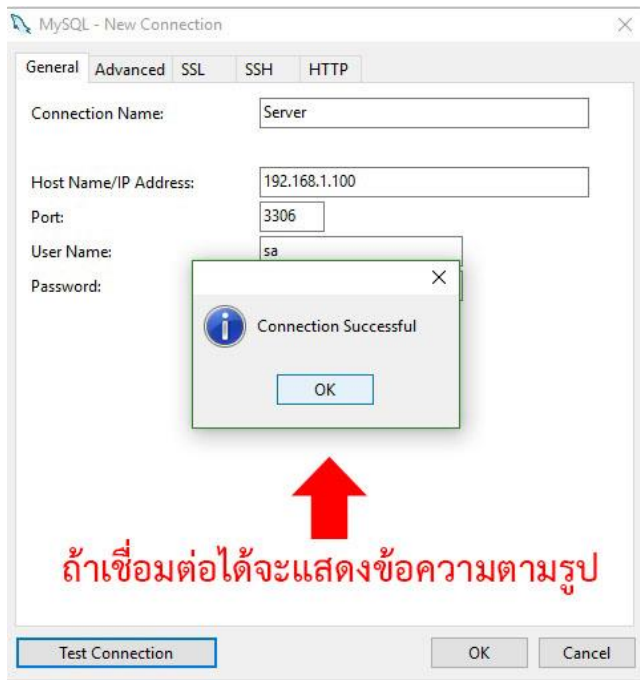 MySQL - New Connection
General Advanced SSL SSH HTTP
Connection Name: Server
Host Name/IP Address: 192.168.1.100
Port: 3306
User Name: sa
Password:
Connection Successful
OK
ถ้าเชื่อมต่อได้จะแสดงข้อความตามรูป
Test Connection OK Cancel